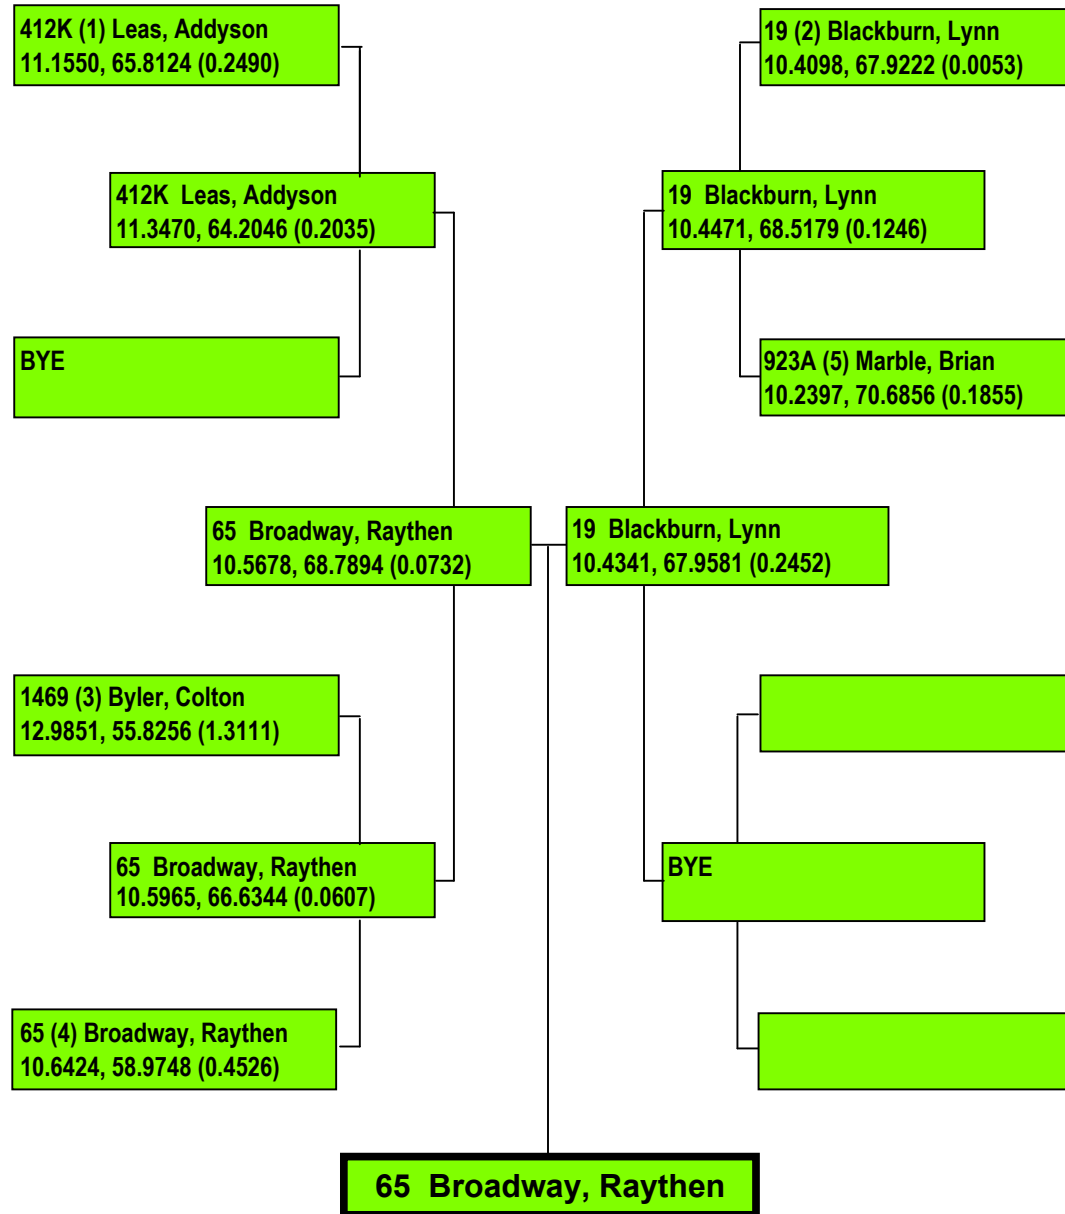 412K (1) Leas, Addyson
11.1550, 65.8124 (0.2490)
19 (2) Blackburn, Lynn
10.4098, 67.9222 (0.0053)
412K  Leas, Addyson
11.3470, 64.2046 (0.2035)
19  Blackburn, Lynn
10.4471, 68.5179 (0.1246)
BYE
923A (5) Marble, Brian
10.2397, 70.6856 (0.1855)
65  Broadway, Raythen
10.5678, 68.7894 (0.0732)
19  Blackburn, Lynn
10.4341, 67.9581 (0.2452)
1469 (3) Byler, Colton
12.9851, 55.8256 (1.3111)
65  Broadway, Raythen
10.5965, 66.6344 (0.0607)
BYE
65 (4) Broadway, Raythen
10.6424, 58.9748 (0.4526)
65  Broadway, Raythen